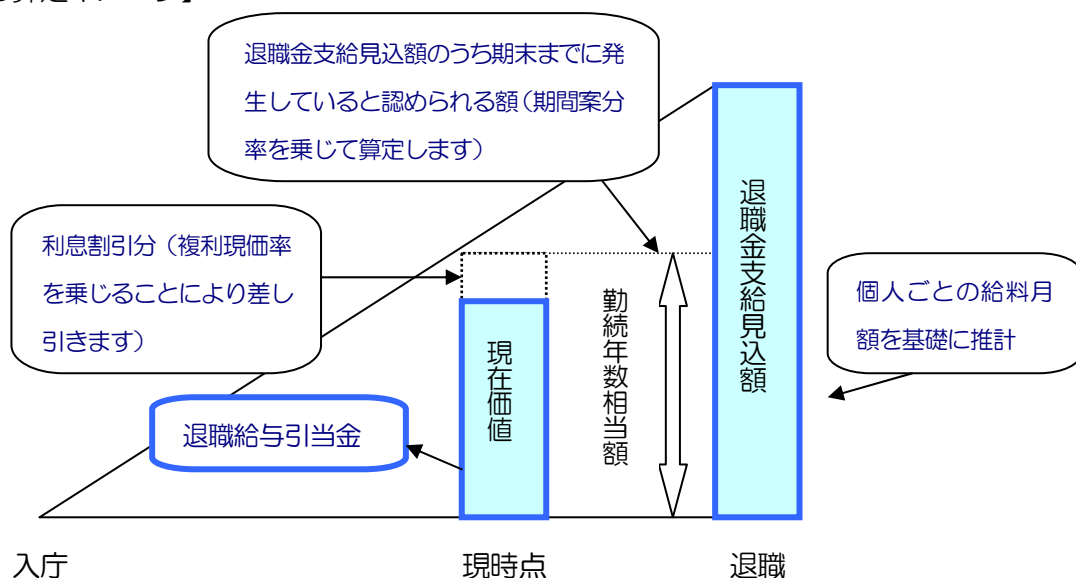 退職金支給見込額のうち期末までに発
生していると認められる額(期間案分
率を乗じて算定します)
利息割引分(複利現価率
を乗じることにより差し
引きます)
退職給与引当金
現在価値
勤続年数相当額
退職金支給見込額
個人ごとの給料月
額を基礎に推計
入庁
現時点
退職